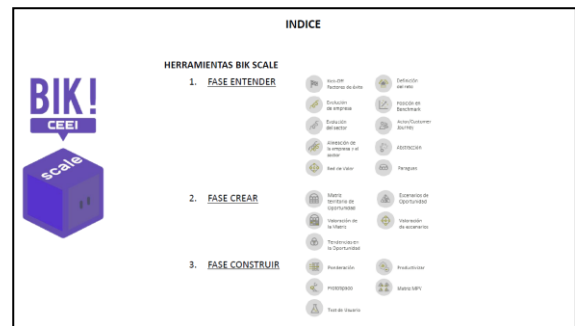 INDICE
HERRAMIENTAS BIK SCALE
BIK!
CEEI
scale
1. FASE ENTENDER
Kick-Off
Factores de éxito
Definición
del reto
Evolución
de empresa
Posición en
Benchmark
Evolución
del sector
Journey
Alineación de
la empresa y el
sector
Abstracción
Red de Valor
Paraguas
2. FASE CREAR
Matriz
territorio de
Oportunidad
Escenarios de
Oportunidad
Valoración de
la Matriz
Valoración
de escenarios
Tendencias en
la Oportunidad
3. FASE CONSTRUIR
Ponderación
Productivizar
Prototipado
Matriz MPV
Test de Usuario